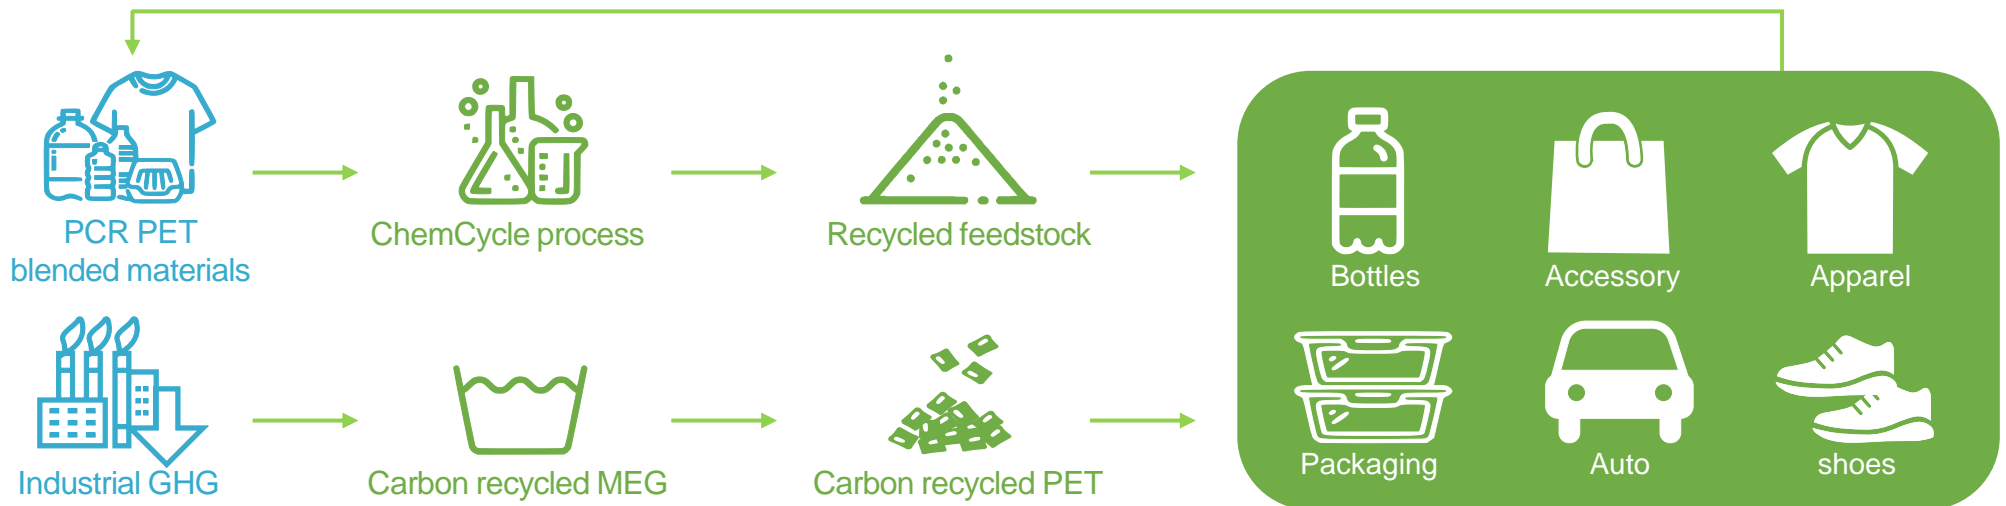 PCR PET
blended materials
ChemCycle process
Recycled feedstock
Bottles
Accessory
Apparel
Industrial GHG
Carbon recycled MEG
Carbon recycled PET
Packaging
Auto
shoes